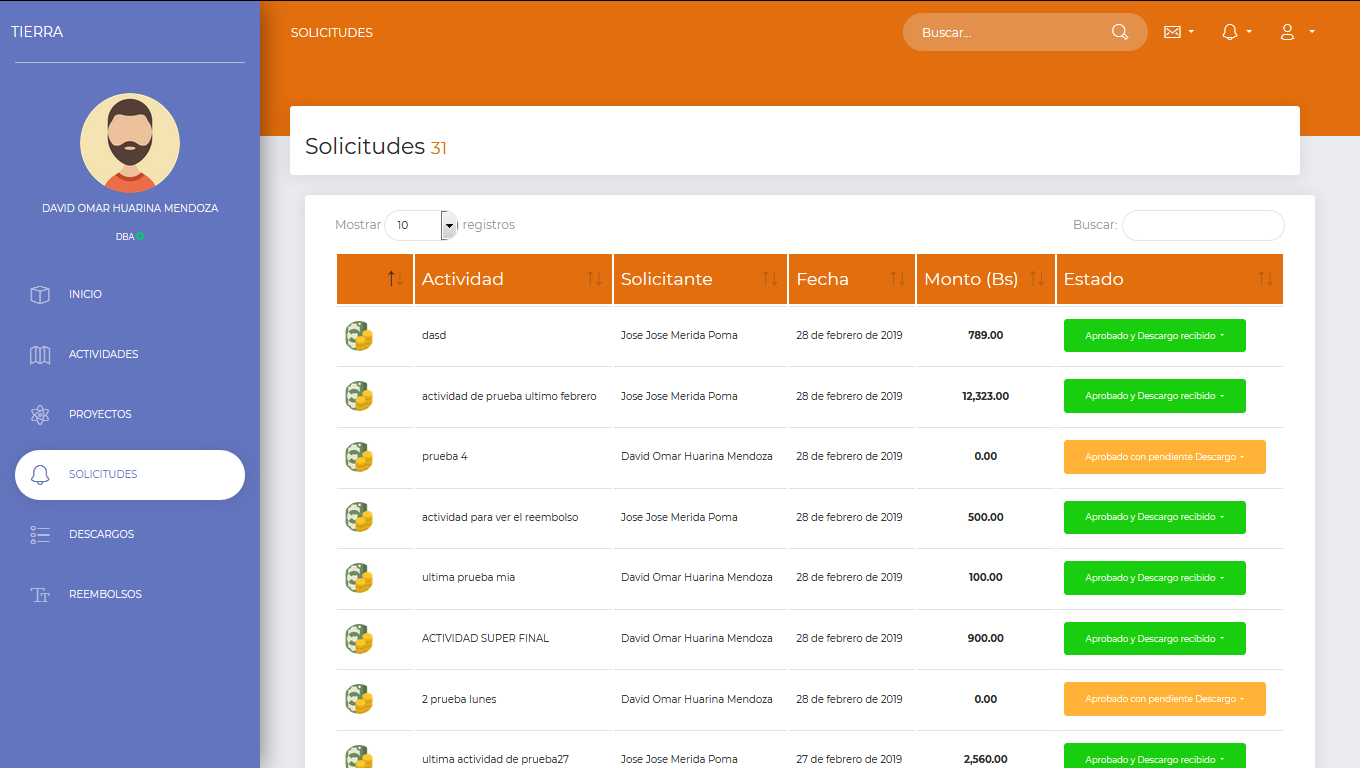 TIERRA
SOLICITUDES
Buscar...
DAVID OMAR HUARINA MENDOZA
DBA
INICIO
ACTIVIDADES
PROYECTOS
SOLICITUDES
DESCARGOS
REEMBOLSOS
Solicitudes 31
Mostrar 10 registros
Buscar:
Actividad Solicitante Fecha Monto (Bs) Estado
dasd Jose Jose Merida Poma 28 de febrero de 2019 789.00 Aprobado y Descargo recibido
actividad de prueba ultimo febrero Jose Jose Merida Poma 28 de febrero de 2019 12,323.00 Aprobado y Descargo recibido
prueba 4 David Omar Huarina Mendoza 28 de febrero de 2019 0.00 Aprobado con pendiente Descargo
actividad para ver el reembolso Jose Jose Merida Poma 28 de febrero de 2019 500.00 Aprobado y Descargo recibido
ultima prueba mia David Omar Huarina Mendoza 28 de febrero de 2019 100.00 Aprobado y Descargo recibido
ACTIVIDAD SUPER FINAL David Omar Huarina Mendoza 28 de febrero de 2019 900.00 Aprobado y Descargo recibido
2 prueba lunes David Omar Huarina Mendoza 28 de febrero de 2019 0.00 Aprobado con pendiente Descargo
ultima actividad de prueba27 Jose Jose Merida Poma 27 de febrero de 2019 2,560.00 Aprobado y Descargo recibido